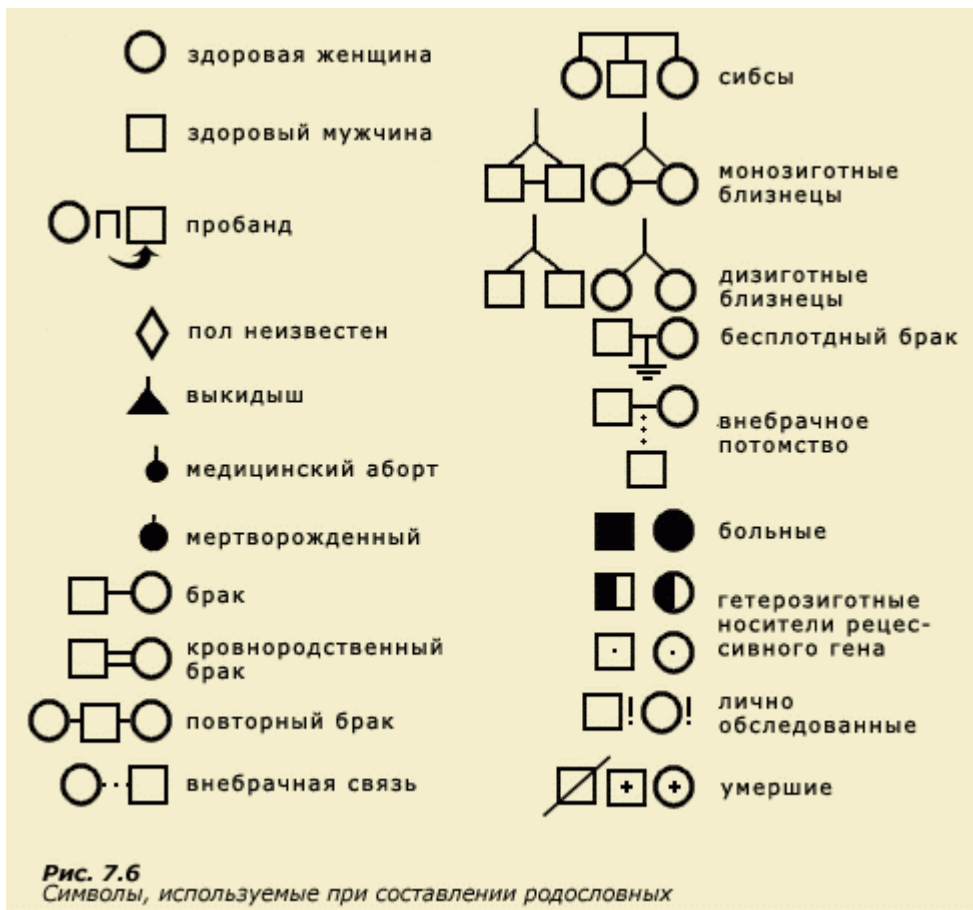 здоровая женщина
здоровый мужчина
пробанд
пол неизвестен
выкидыш
медицинский аборт
мертворожденный
брак
кровнородственный
брак
повторный брак
внебрачная связь
сибсы
монозиготные
близнецы
дизиготные
близнецы
бесплотдный брак
внебрачное
потомство
больные
гетерозиготные
носители рецес-
сивного гена
лично
обследованные
умершие
Рис. 7.6
Символы, используемые при составлении родословных